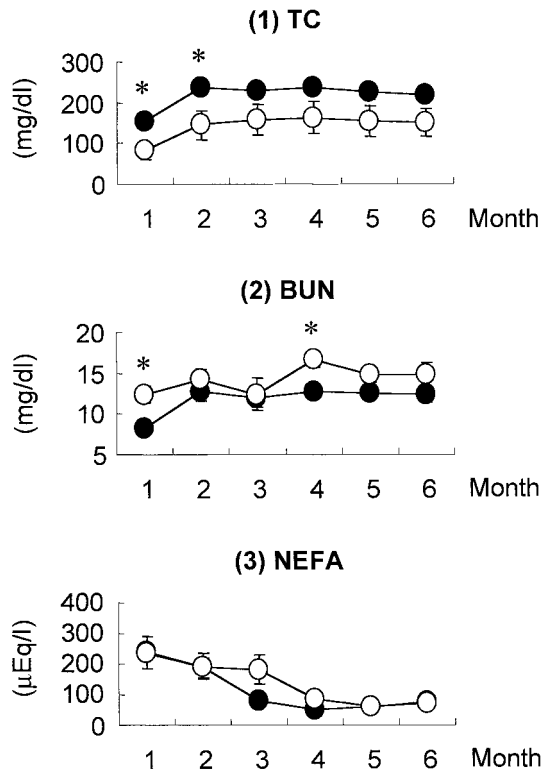 (1) TC
(mg/dl)
300
200
100
0
* *
1 2 3 4 5 6 Month
(2) BUN
(mg/dl)
20
15
10
5
* *
1 2 3 4 5 6 Month
(3) NEFA
(μEq/l)
400
300
200
100
0
1 2 3 4 5 6 Month